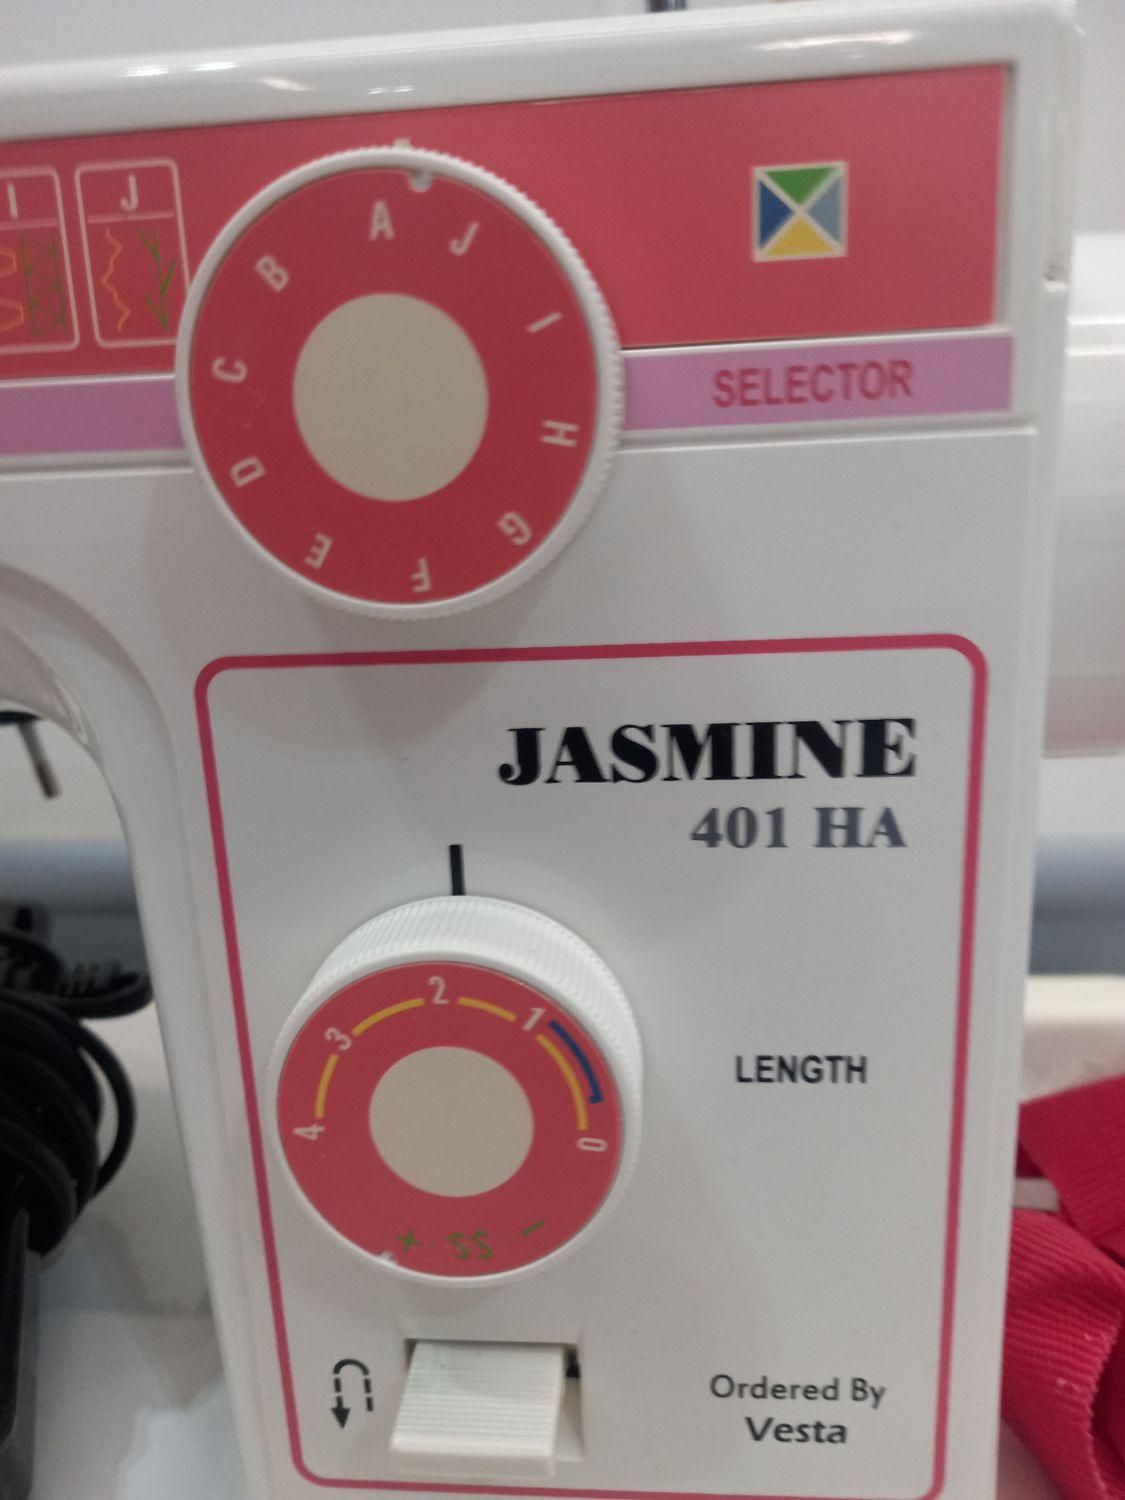 I
J
A
B
C
D
E
F
G
H
I
J
SELECTOR
JASMINE
401 HA
4 3 2 1 0
LENGTH
+ SS -
Ordered By
Vesta